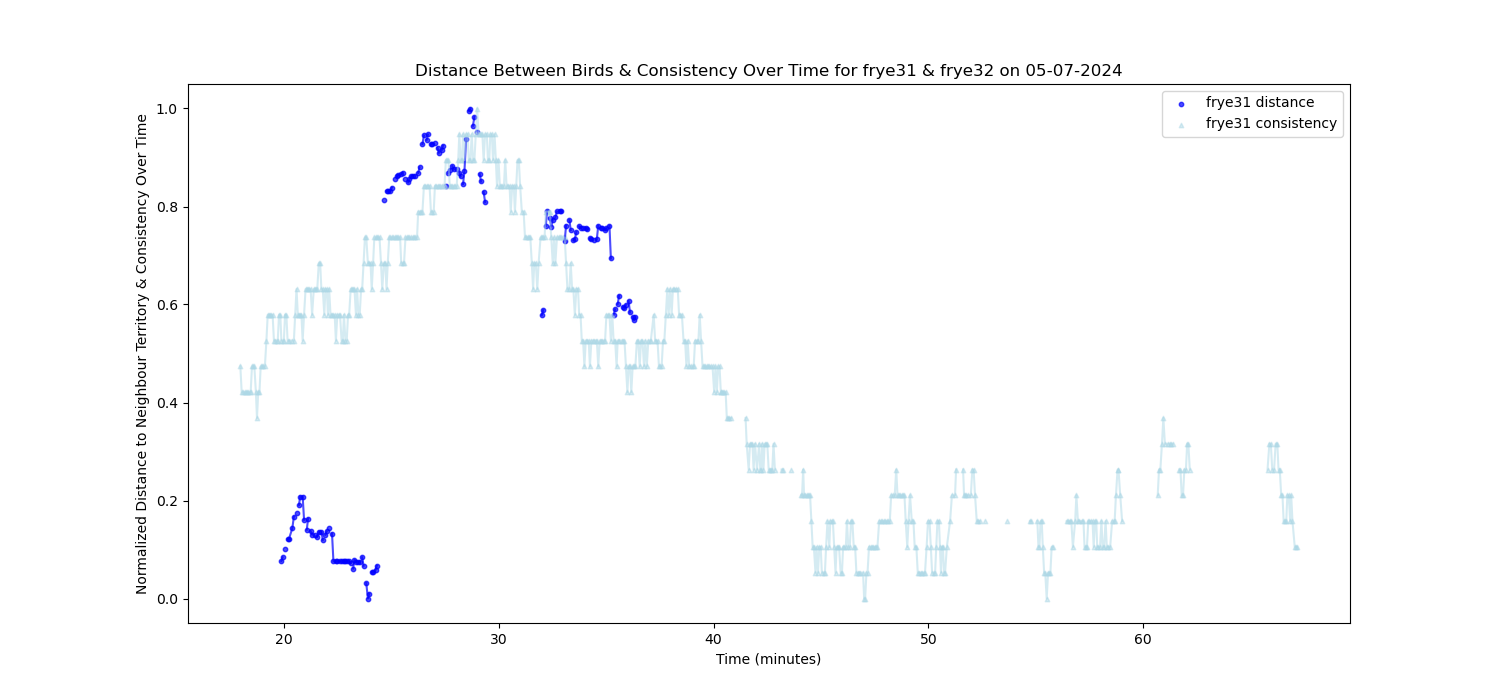 Distance Between Birds & Consistency Over Time for frye31 & frye32 on 05-07-2024
frye31 distance
frye31 consistency
Normalized Distance to Neighbour Territory & Consistency Over Time
1.0
0.8
0.6
0.4
0.2
0.0
20 30 40 50 60
Time (minutes)